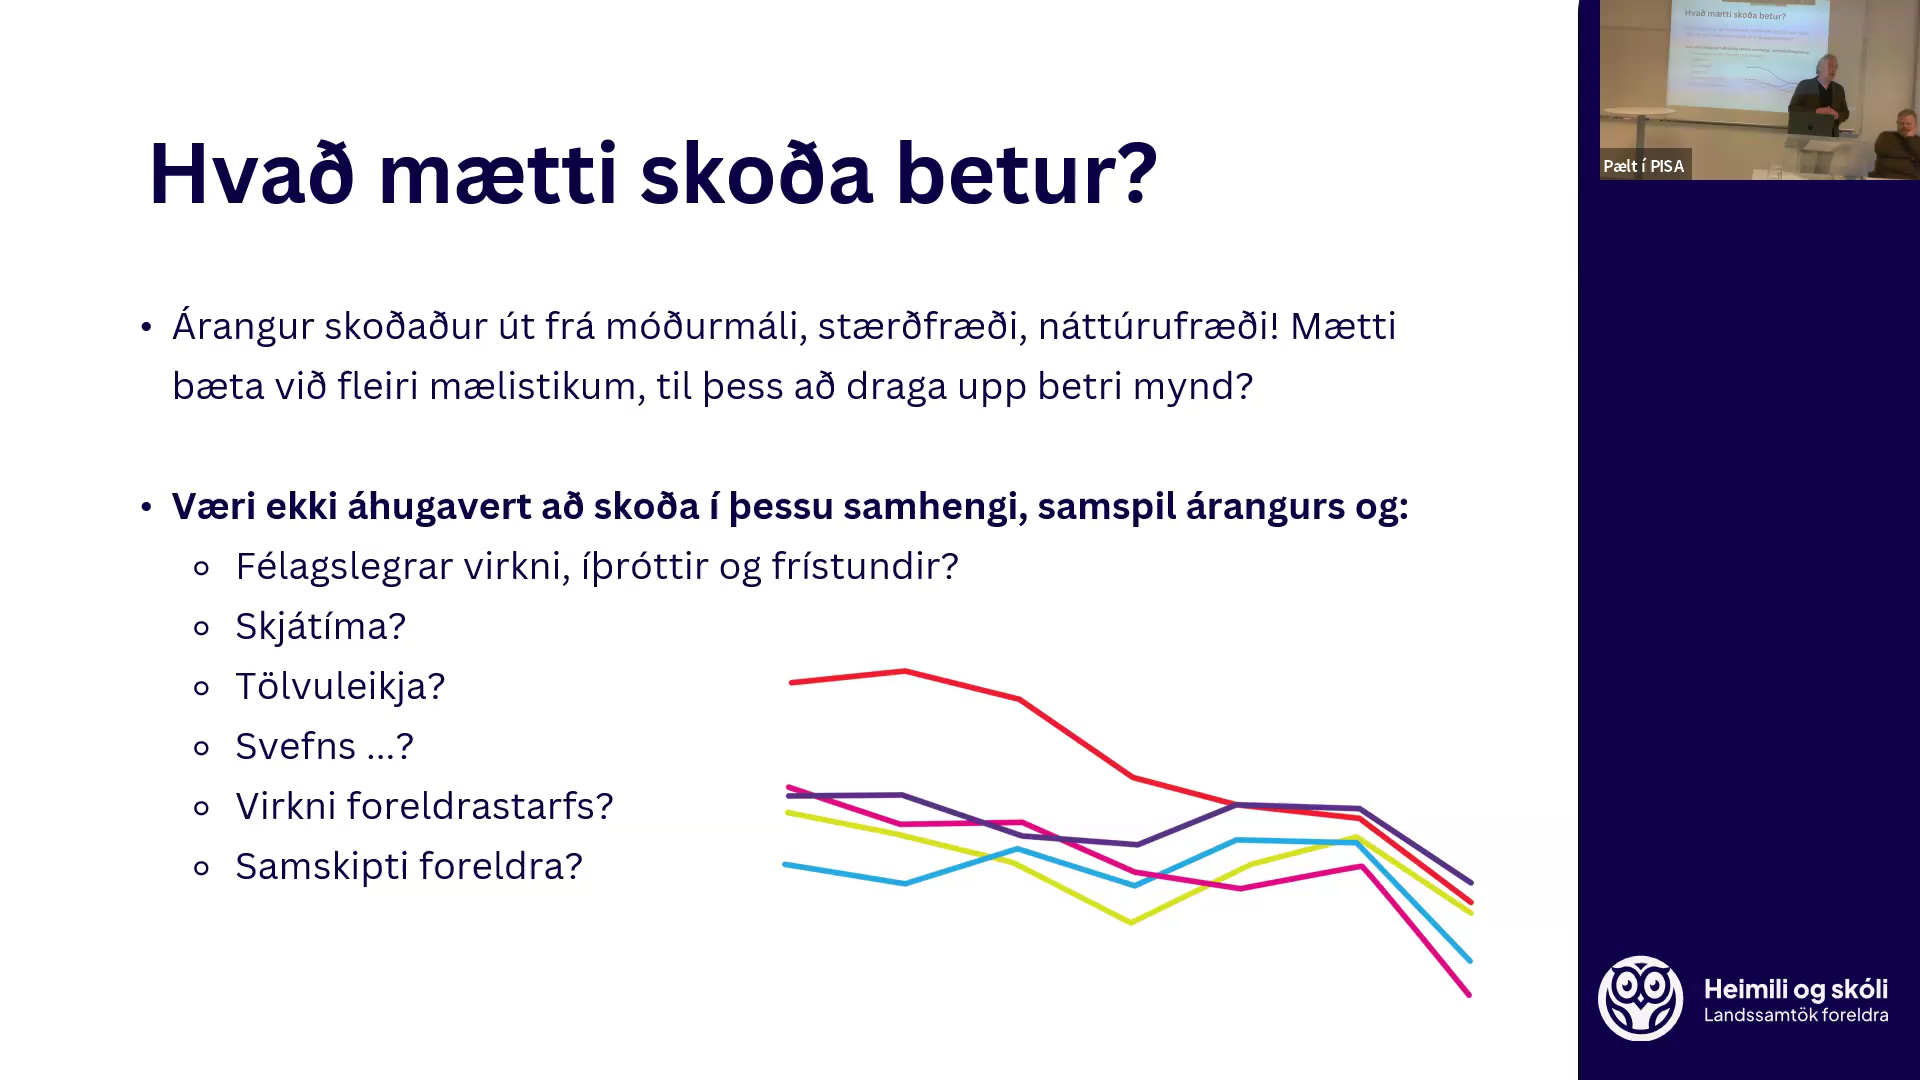 Hvað mætti skoða betur?
• Árangur skoðaður út frá móðurmáli, stærðfræði, náttúrufræði! Mætti
bæta við fleiri mælistikum, til þess að draga upp betri mynd?
• Væri ekki áhugavert að skoða í þessu samhengi, samspil árangurs og:
Félagslegrar virkni, íþróttir og frístundir?
Skjátíma?
Tölvuleikja?
Svefns ...?
Virkni foreldrastarfs?
Samskipti foreldra?
Hvað mætti skoða betur?
Pælt í PISA
Heimili og skóli
Landssamtök foreldra